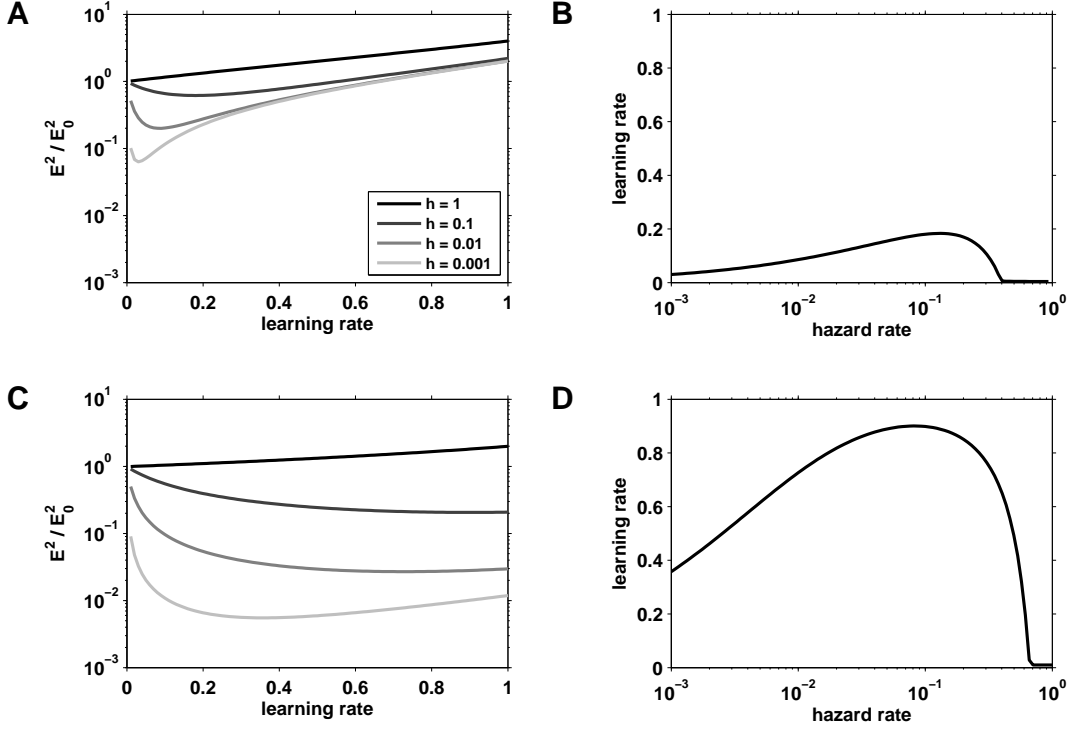 A
10^1
10^0
10^−1
10^−2
10^−3
E^2 / E_0^2
0 0.2 0.4 0.6 0.8 1
learning rate
h = 1
h = 0.1
h = 0.01
h = 0.001
B
1
0.8
0.6
0.4
0.2
0
learning rate
10^−3 10^−2 10^−1 10^0
hazard rate
C
10^1
10^0
10^−1
10^−2
10^−3
E^2 / E_0^2
0 0.2 0.4 0.6 0.8 1
learning rate
D
1
0.8
0.6
0.4
0.2
0
learning rate
10^−3 10^−2 10^−1 10^0
hazard rate